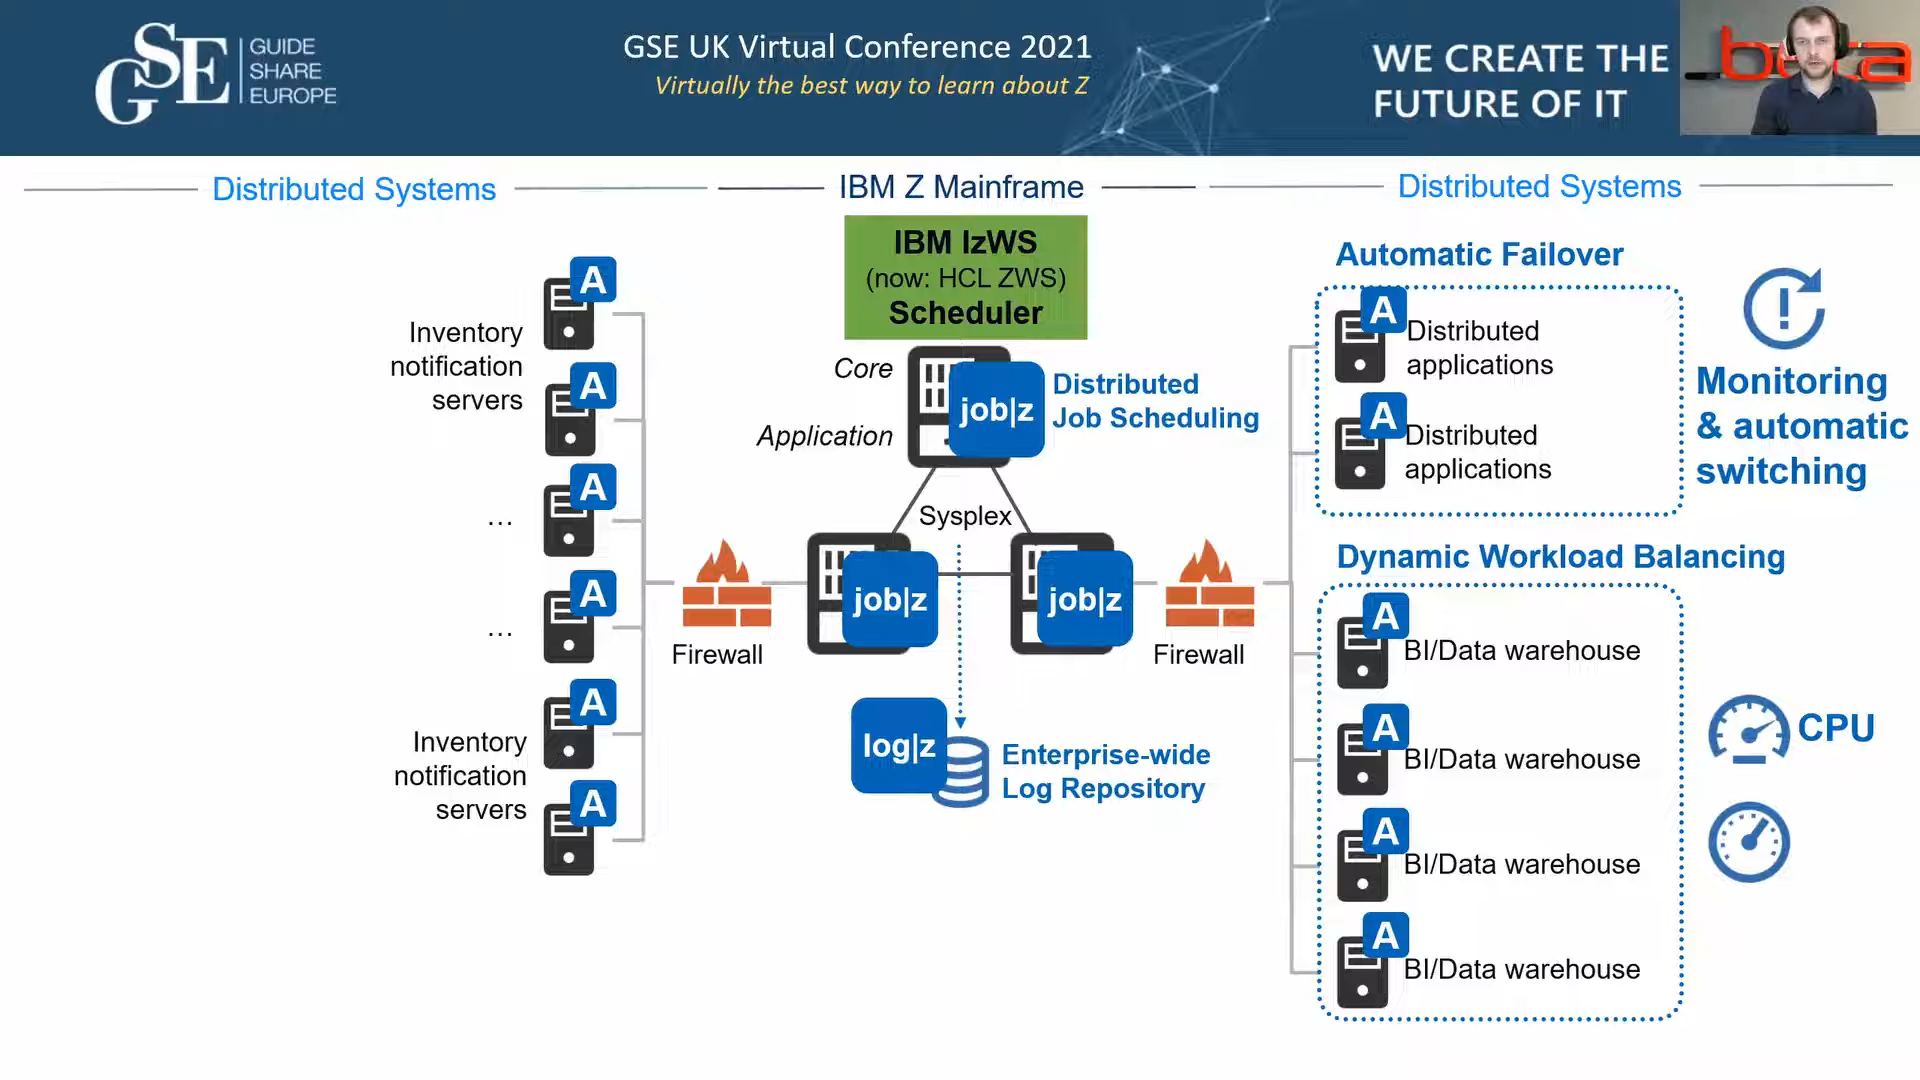 GSE
GUIDE
SHARE
EUROPE
GSE UK Virtual Conference 2021
Virtually the best way to learn about Z
WE CREATE THE
FUTURE OF IT
beta
Distributed Systems
IBM Z Mainframe
Distributed Systems
IBM IzWS
(now: HCL ZWS)
Scheduler
Core
Application
job|z
Distributed
Job Scheduling
Sysplex
job|z
job|z
Firewall
Firewall
log|z
Enterprise-wide
Log Repository
Inventory
notification
servers
A
A
...
A
...
A
A
Inventory
notification
servers
A
Automatic Failover
A
Distributed
applications
A
Distributed
applications
Monitoring
& automatic
switching
Dynamic Workload Balancing
A
BI/Data warehouse
A
BI/Data warehouse
A
BI/Data warehouse
A
BI/Data warehouse
CPU